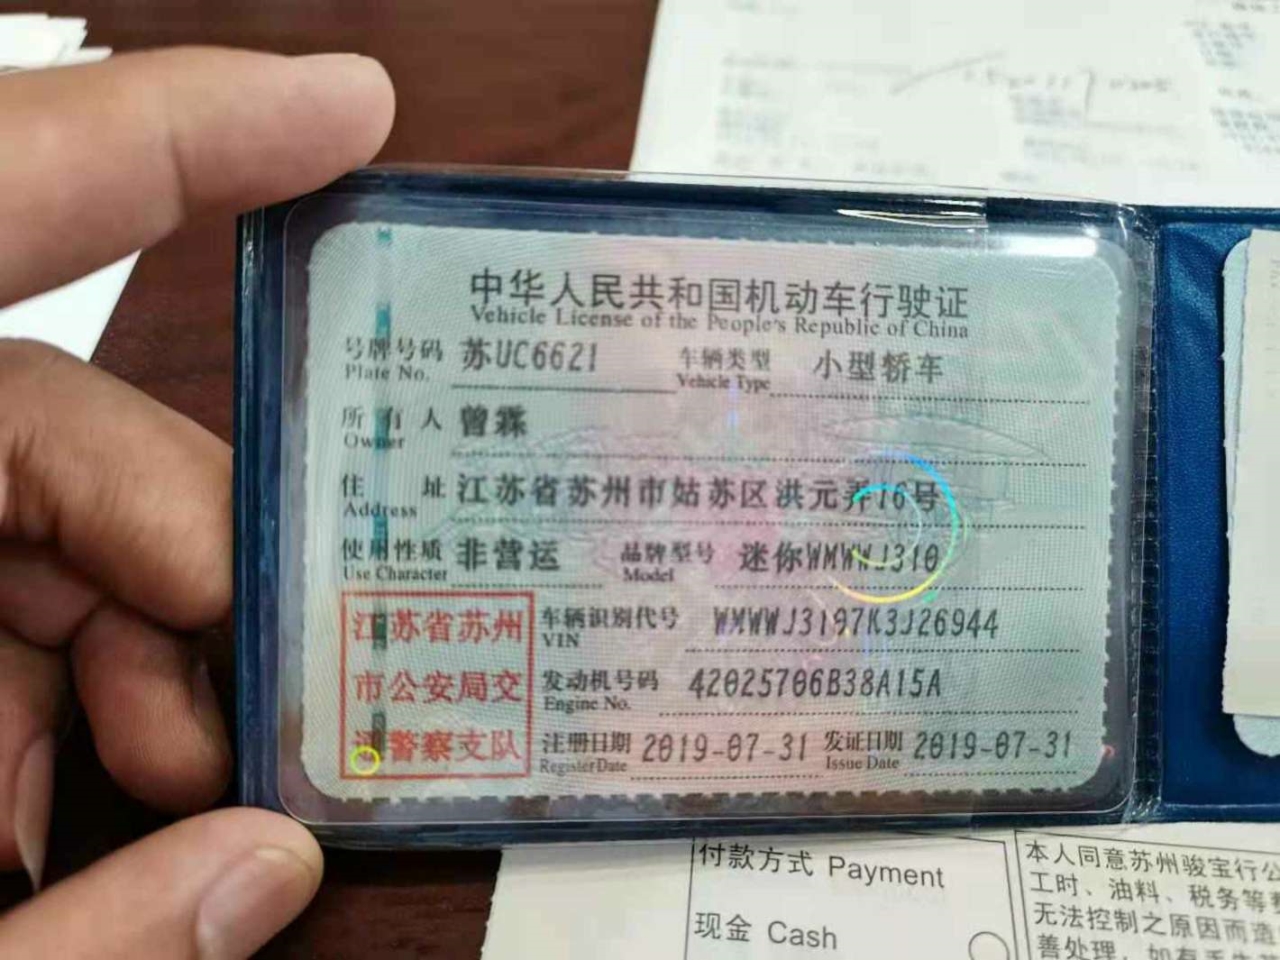 中华人民共和国机动车行驶证
Vehicle License of the People's Republic of China
号牌号码 苏UC6621 车辆类型 小型轿车
Plate No. Vehicle Type
所有人 曾霖
Owner
住址 江苏省苏州市姑苏区洪元弄16号
Address
使用性质 非营运 品牌型号 迷你WMWWJ310
Use Character Model
江苏省苏州
市公安局交
通警察支队
车辆识别代号 WMWWJ3107K3J26944
VIN
发动机号码 42025706B38A15A
Engine No.
注册日期 2019-07-31 发证日期 2019-07-31
Register Date Issue Date
付款方式 Payment
现金 Cash
本人同意苏州骏宝行公
工时、油料、税务等
无法控制之原因而造
善处理，如有